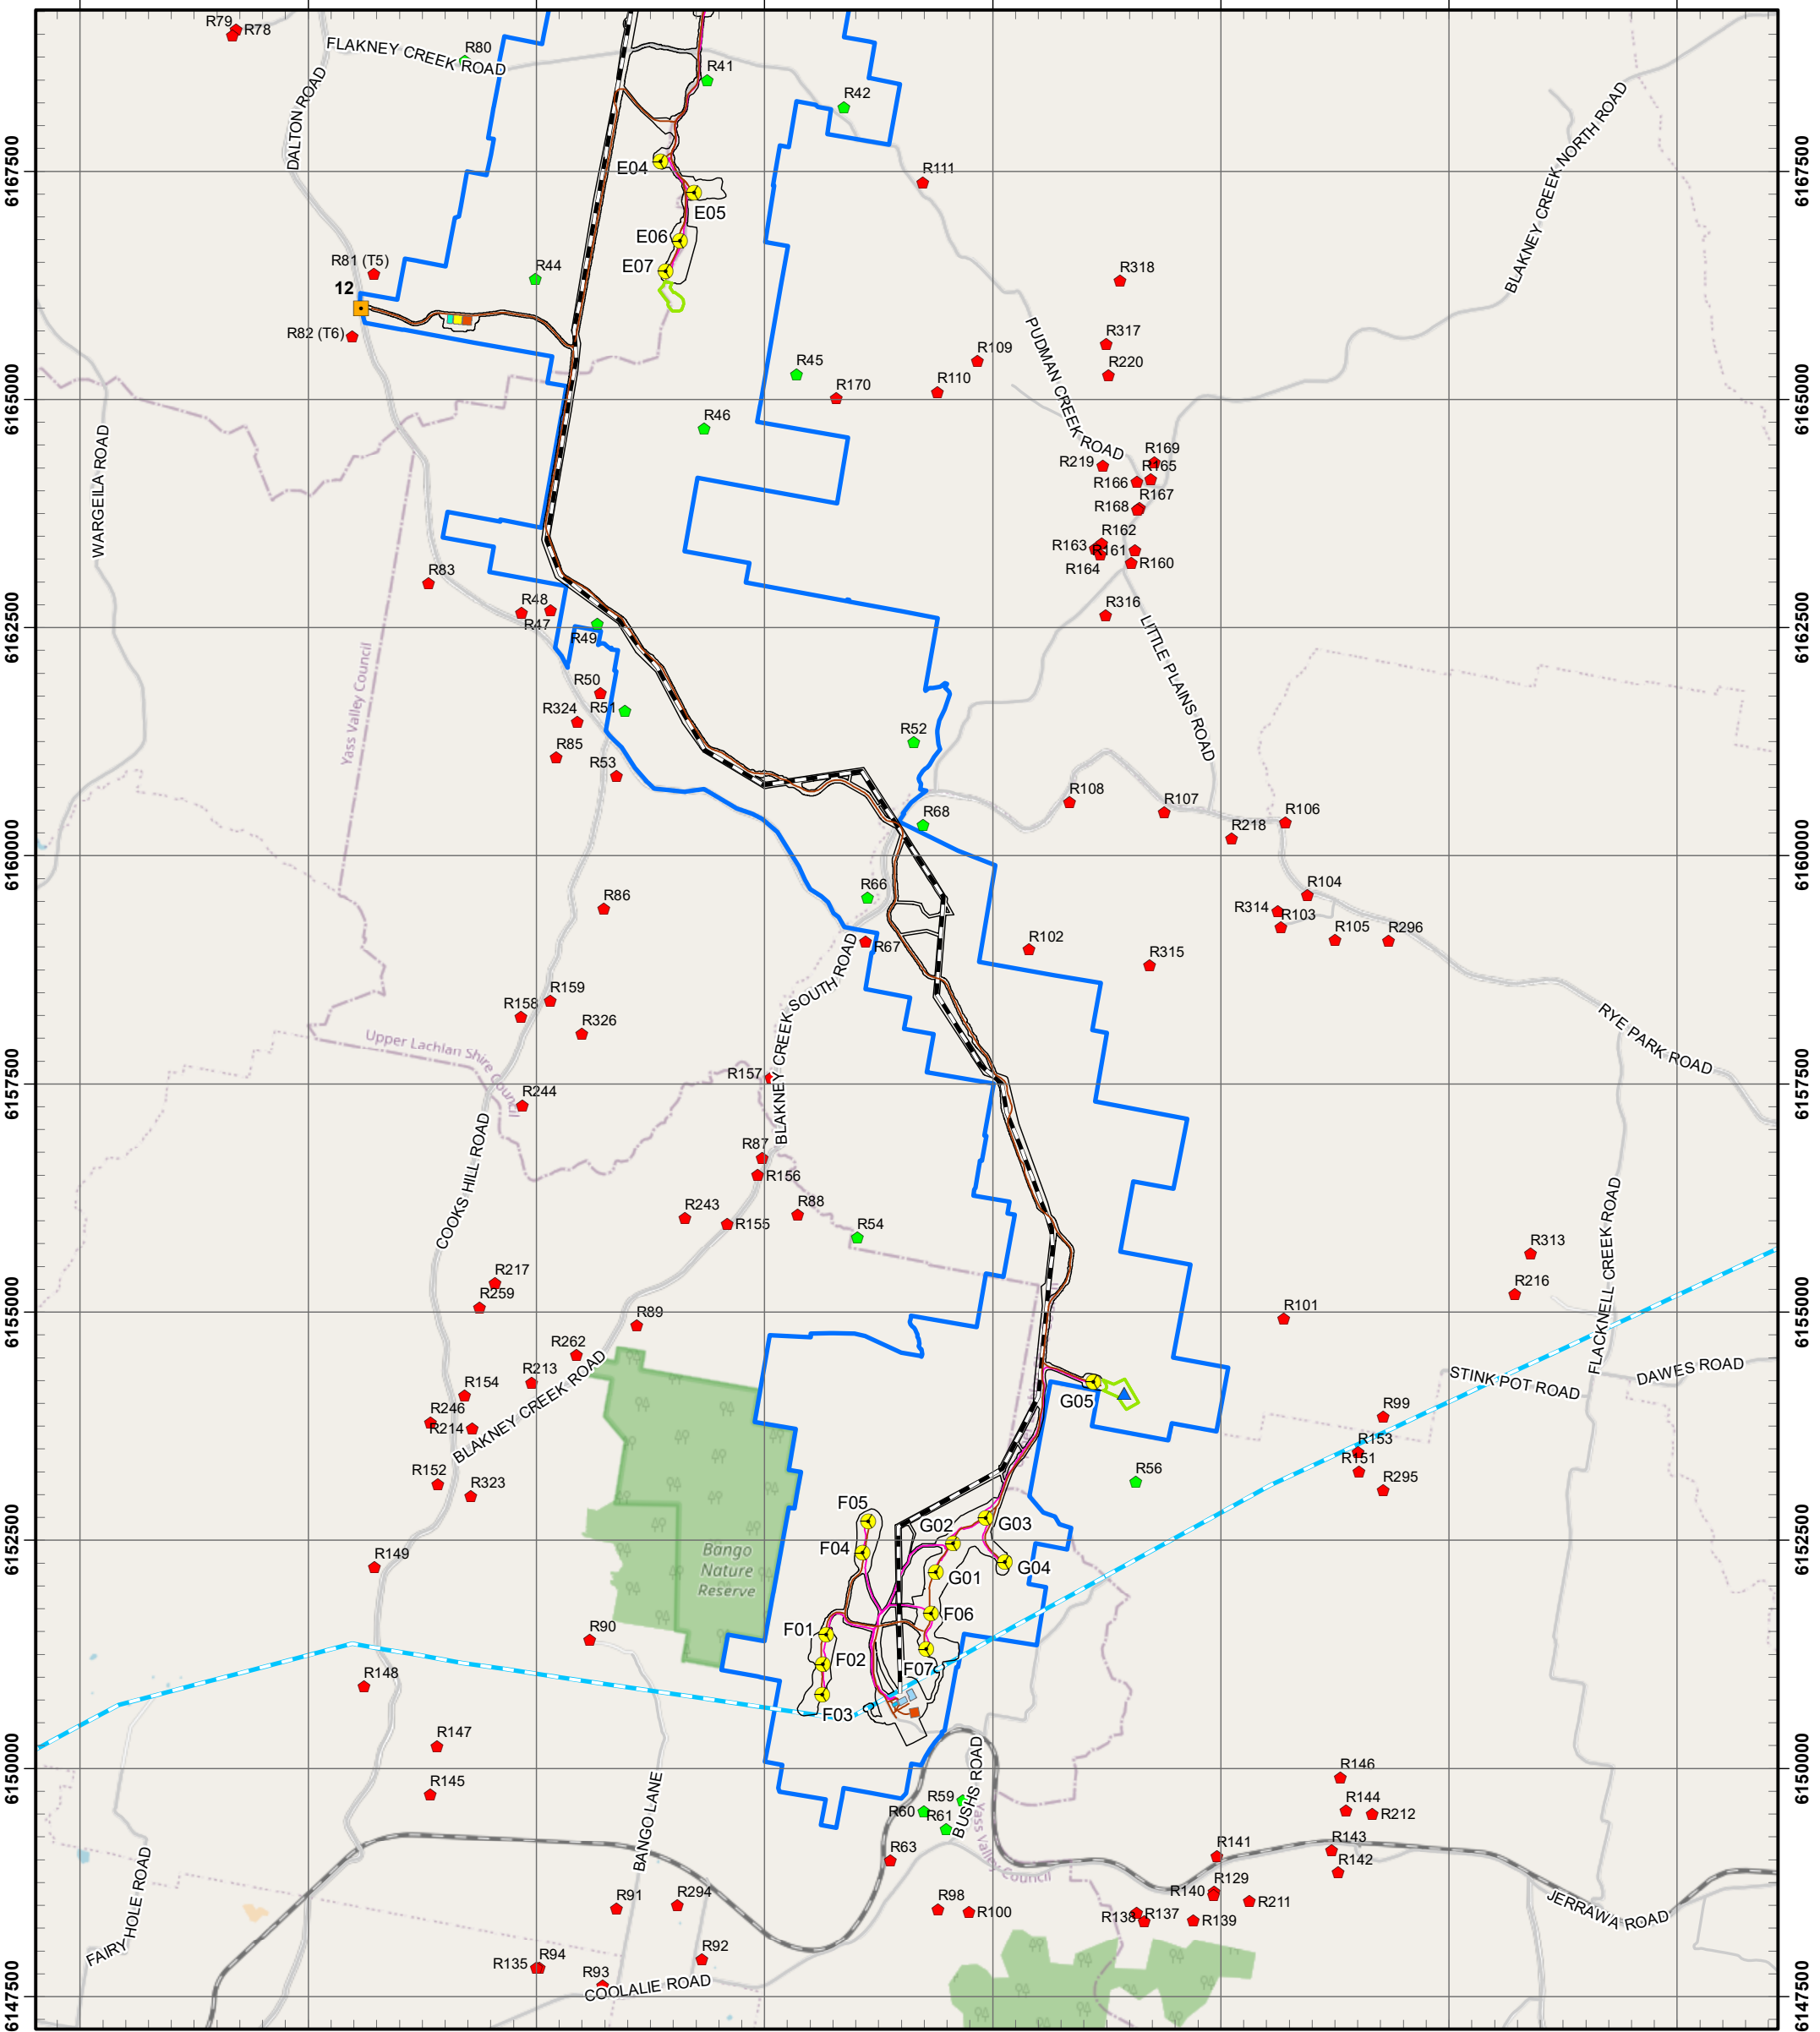 R79
R78
FLAKNEY CREEK ROAD
R80
R41
R42
DALTON ROAD
BLAKNEY CREEK NORTH ROAD
6167500
6167500
E04
R111
E05
E06
E07
R81 (T5)
R44
R318
12
R82 (T6)
R317
R45
R109
R220
PUDMAN CREEK ROAD
R170
R110
6165000
6165000
R46
WARGEILA ROAD
R169
R219
R165
R166
R167
R168
R162
R163
R161
R164
R160
R83
R48
R47
R316
6162500
6162500
R49
LITTLE PLAINS ROAD
Yass Valley Council
R50
R324
R51
R52
R85
R53
R108
R107
R106
R68
R218
6160000
6160000
R66
R104
R86
R314
R103
R105
R296
R67
R102
R315
BLAKNEY CREEK SOUTH ROAD
R159
R158
R326
RYE PARK ROAD
Upper Lachlan Shire Council
R157
6157500
6157500
R244
COOKS HILL ROAD
R87
R156
R243
R155
R88
R54
FLACKNELL CREEK ROAD
R313
R217
R216
R259
R101
6155000
6155000
R89
R262
R213
BLAKNEY CREEK ROAD
STINK POT ROAD
DAWES ROAD
R154
G05
R246
R214
R99
R153
R151
R152
R323
R56
R295
F05
G02
G03
6152500
6152500
F04
Bango
Nature
Reserve
G01
G04
R149
F06
F01
R90
F02
F07
R148
F03
R147
BUSHS ROAD
6150000
6150000
R146
R145
R59
R60
R61
R144
R212
BANGO LANE
Yass Valley Council
R63
R141
R143
R142
FAIRY HOLE ROAD
R129
R140
R91
R294
R98
R100
R138
R137
R139
R211
JERRAWA ROAD
R135
R94
R92
R93
COOLALIE ROAD
6147500
6147500